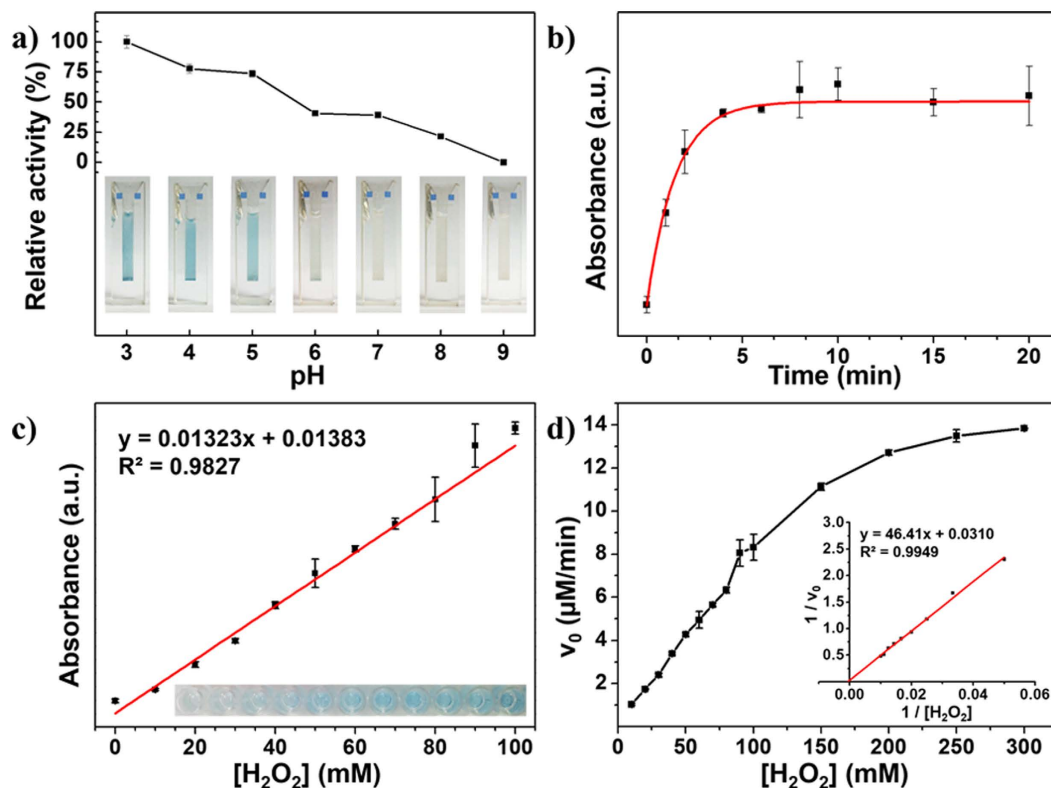 a)
Relative activity (%)
100
75
50
25
0
3 4 5 6 7 8 9
pH
b)
Absorbance (a.u.)
0 5 10 15 20
Time (min)
c)
y = 0.01323x + 0.01383
R² = 0.9827
Absorbance (a.u.)
0 20 40 60 80 100
[H₂O₂] (mM)
d)
v₀ (µM/min)
14
12
10
8
6
4
2
0 50 100 150 200 250 300
[H₂O₂] (mM)
y = 46.41x + 0.0310
R² = 0.9949
1 / v₀
3.0
2.5
2.0
1.5
1.0
0.5
0.00 0.02 0.04 0.06
1 / [H₂O₂]